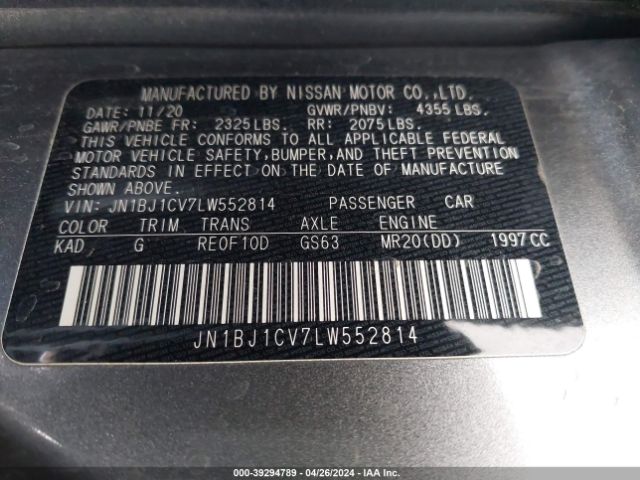 MANUFACTURED BY NISSAN MOTOR CO.,LTD.
DATE: 11/20 GVWR/PNBV: 4355 LBS.
GAWR/PNBE FR: 2325 LBS. RR: 2075 LBS.
THIS VEHICLE CONFORMS TO ALL APPLICABLE FEDERAL
MOTOR VEHICLE SAFETY,BUMPER,AND THEFT PREVENTION
STANDARDS IN EFFECT ON THE DATE OF MANUFACTURE
SHOWN ABOVE.
VIN: JN1BJ1CV7LW552814 PASSENGER CAR
COLOR TRIM TRANS AXLE ENGINE
KAD, G REOF10D GS63 MR20(DD) 1997 CC
JN1BJ1CV7LW552814
000-39294789 - 04/26/2024 - IAA Inc.